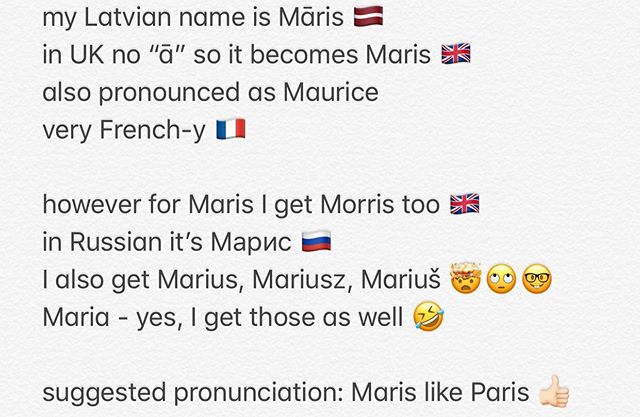 my Latvian name is Māris 🇱🇻
in UK no “ā” so it becomes Maris 🇬🇧
also pronounced as Maurice
very French-y 🇫🇷
however for Maris I get Morris too 🇬🇧
in Russian it’s Марис 🇷🇺
I also get Marius, Mariusz, Mariuš 🤯🙄🤓
Maria - yes, I get those as well 🤣
suggested pronunciation: Maris like Paris 👍🏻